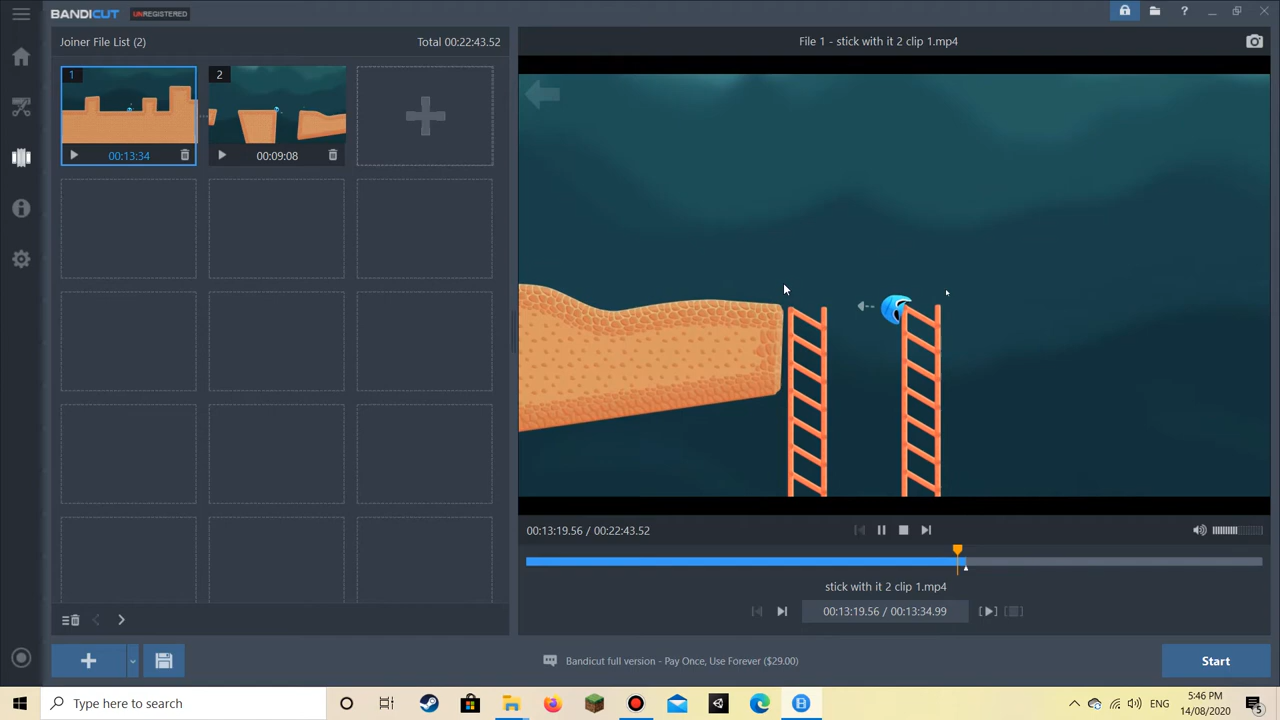 BANDICUT UNREGISTERED
Joiner File List (2) Total 00:22:43.52
File 1 - stick with it 2 clip 1.mp4
1
2
00:13:34
00:09:08
00:13:19.56 / 00:22:43.52
stick with it 2 clip 1.mp4
00:13:19.56 / 00:13:34.99
Bandicut full version - Pay Once, Use Forever ($29.00)
Start
Type here to search
ENG
5:46 PM
14/08/2020
5